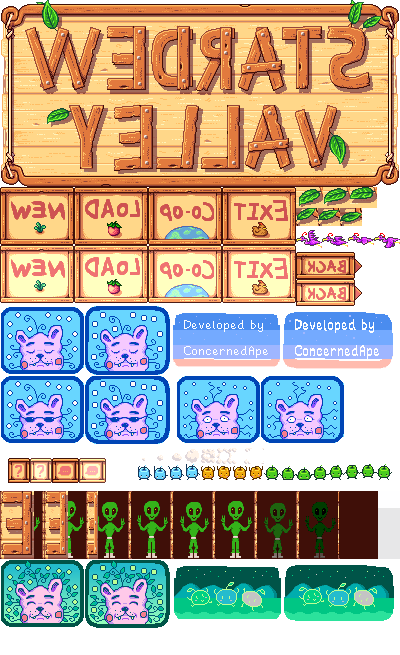 STARDEW
VALLEY
NEW LOAD Co-op EXIT
NEW LOAD Co-op EXIT BACK
BACK
Developed by Developed by
ConcernedApe ConcernedApe
? ?